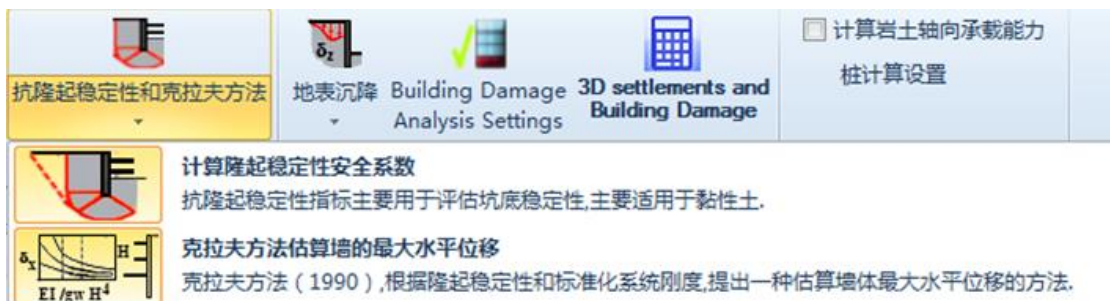 抗隆起稳定性和克拉夫方法
δz
地表沉降
Building Damage
Analysis Settings
3D settlements and
Building Damage
计算岩土轴向承载能力
桩计算设置
计算隆起稳定性安全系数
抗隆起稳定性指标主要用于评估坑底稳定性,主要适用于黏性土.
δx
H
EI/gw H⁴
克拉夫方法估算墙的最大水平位移
克拉夫方法（1990）,根据隆起稳定性和标准化系统刚度,提出一种估算墙体最大水平位移的方法.